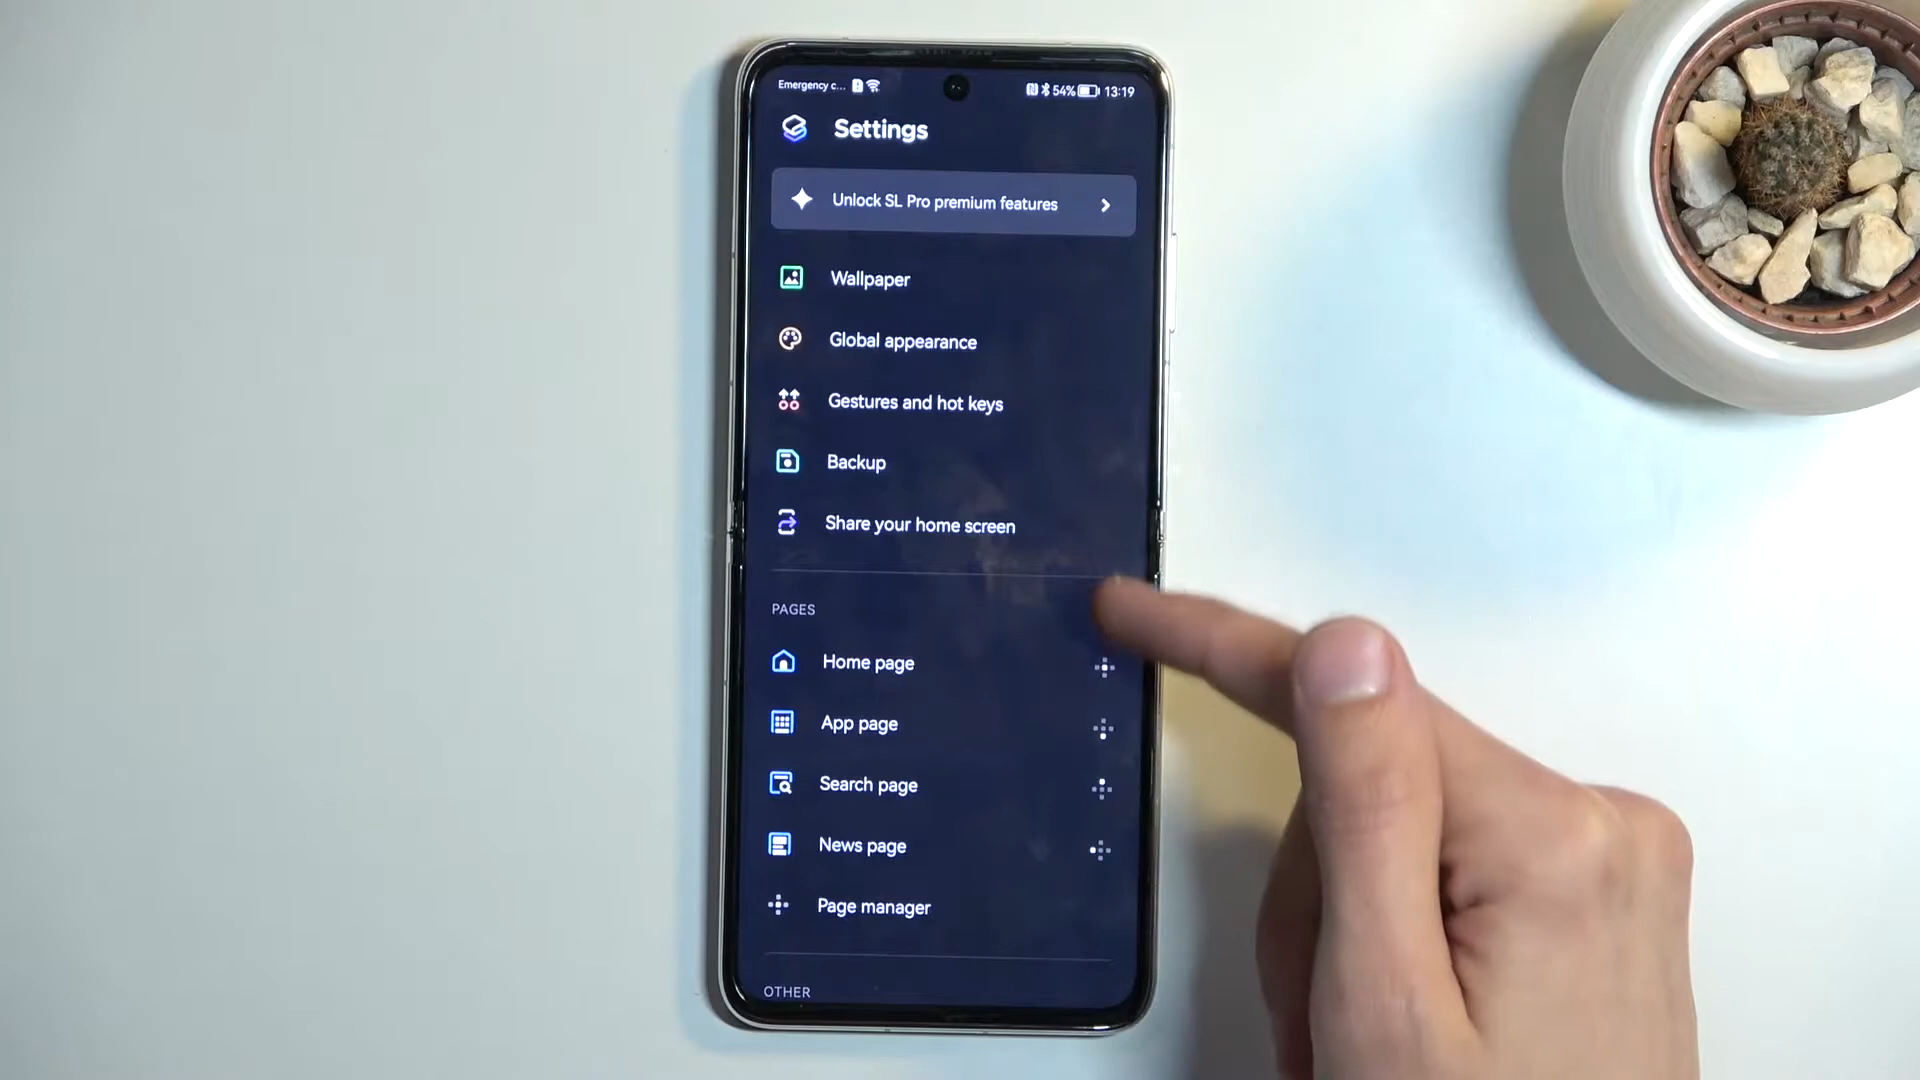 Emergency c...
54% 13:19
Settings
Unlock SL Pro premium features
Wallpaper
Global appearance
Gestures and hot keys
Backup
Share your home screen
PAGES
Home page
App page
Search page
News page
Page manager
OTHER